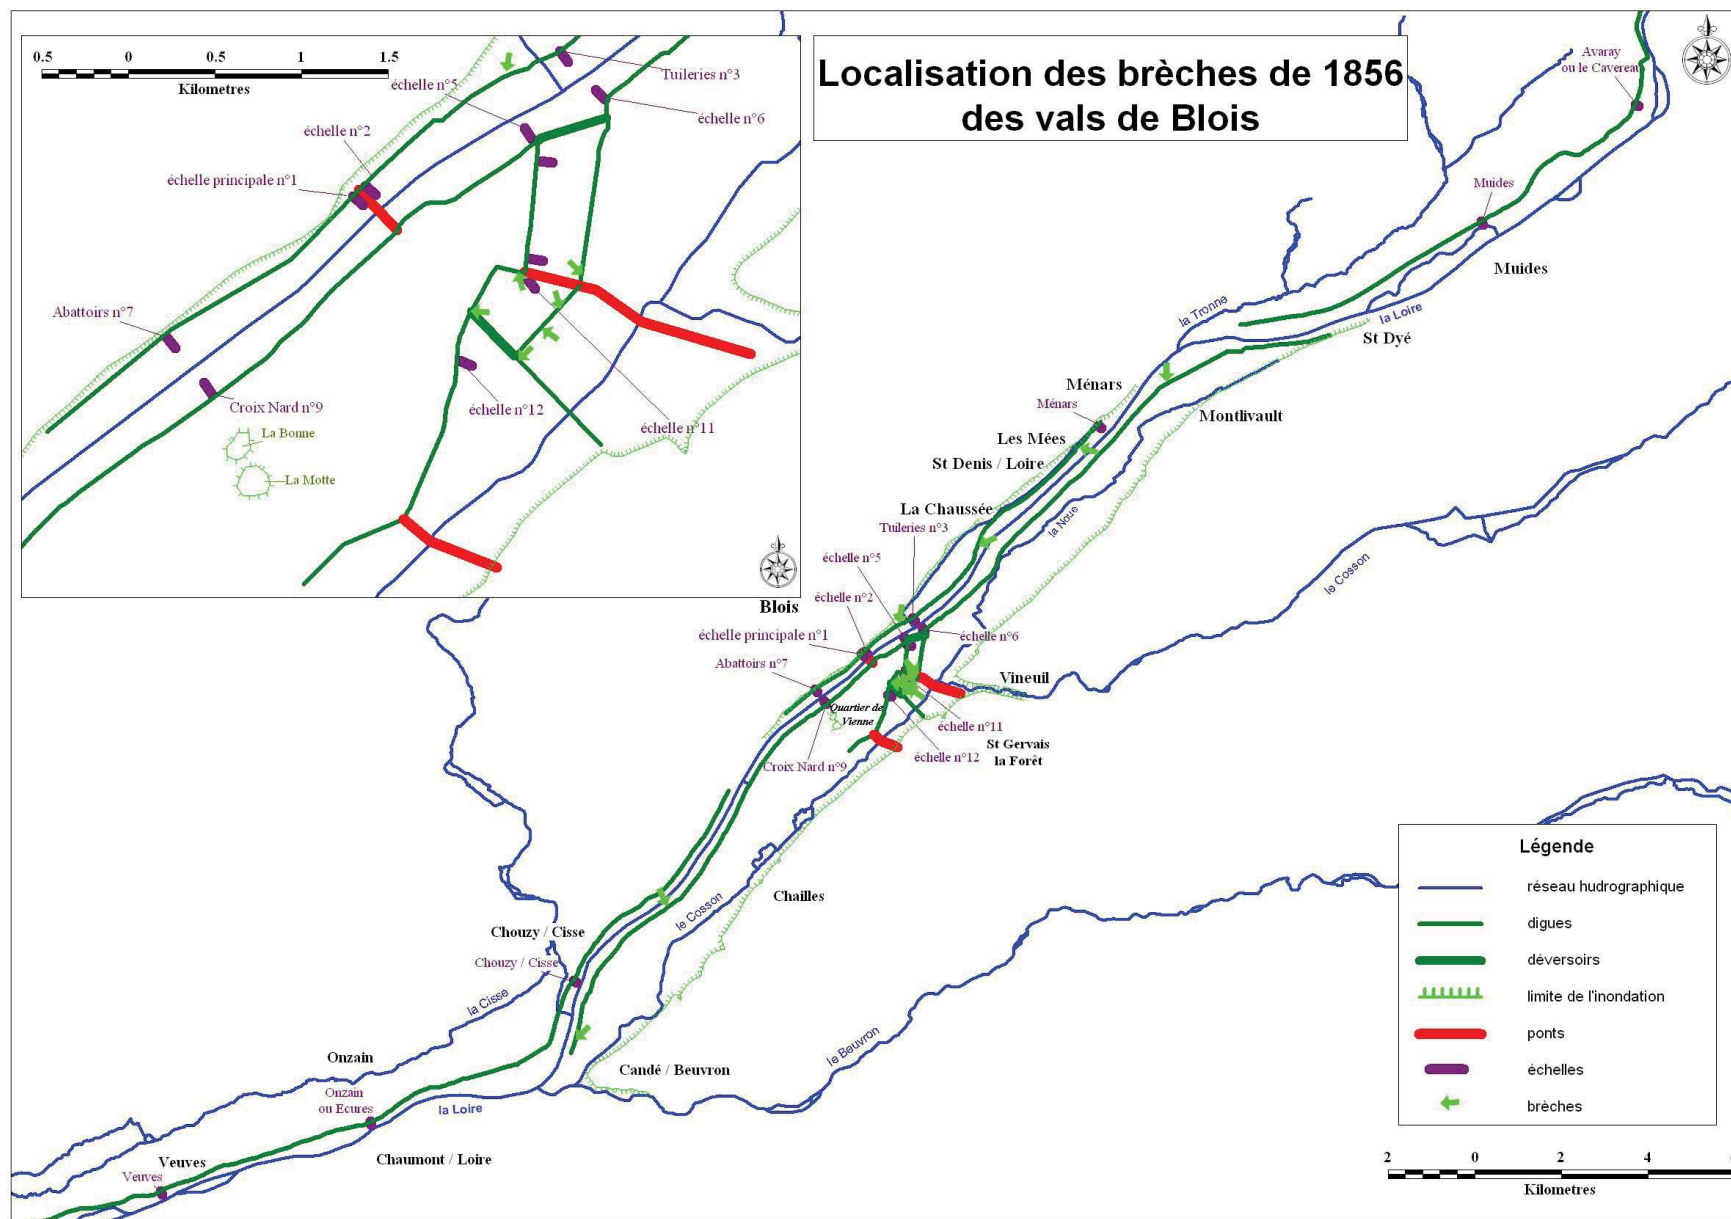 Localisation des brèches de 1856
des vals de Blois
0.5 0 0.5 1 1.5
Kilometres
Tuileries n°3
échelle n°5
échelle n°6
échelle n°2
échelle principale n°1
Abattoirs n°7
Croix Nard n°9
La Bonne
La Motte
échelle n°12
échelle n°11
Avaray
ou le Cavereau
Muides
Muides
la Tronne
la Loire
St Dyé
Ménars
Ménars
Montlivault
Les Mées
St Denis / Loire
La Chaussée
la Noue
Tuileries n°3
échelle n°5
le Cosson
échelle n°2
Blois
échelle principale n°1
échelle n°6
Abattoirs n°7
Vineuil
Quartier de
Vienne
échelle n°11
St Gervais
la Forêt
échelle n°12
Croix Nard n°9
Chailles
le Cosson
Chouzy / Cisse
Chouzy / Cisse
la Cisse
le Beuvron
Onzain
Candé / Beuvron
Onzain
ou Ecures
la Loire
Chaumont / Loire
Veuves
Veuves
Légende
réseau hudrographique
digues
déversoirs
limite de l'inondation
ponts
échelles
brèches
2 0 2 4
Kilometres